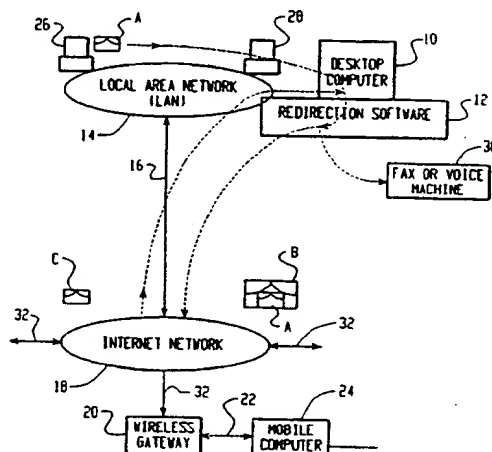 26
A
28
10
DESKTOP
COMPUTER
LOCAL AREA NETWORK
(LAN)
REDIRECTION SOFTWARE
12
14
16
FAX OR VOICE
MACHINE
C
B
A
32
32
INTERNET NETWORK
18
32
20
22
24
WIRELESS
GATEWAY
MOBILE
COMPUTER